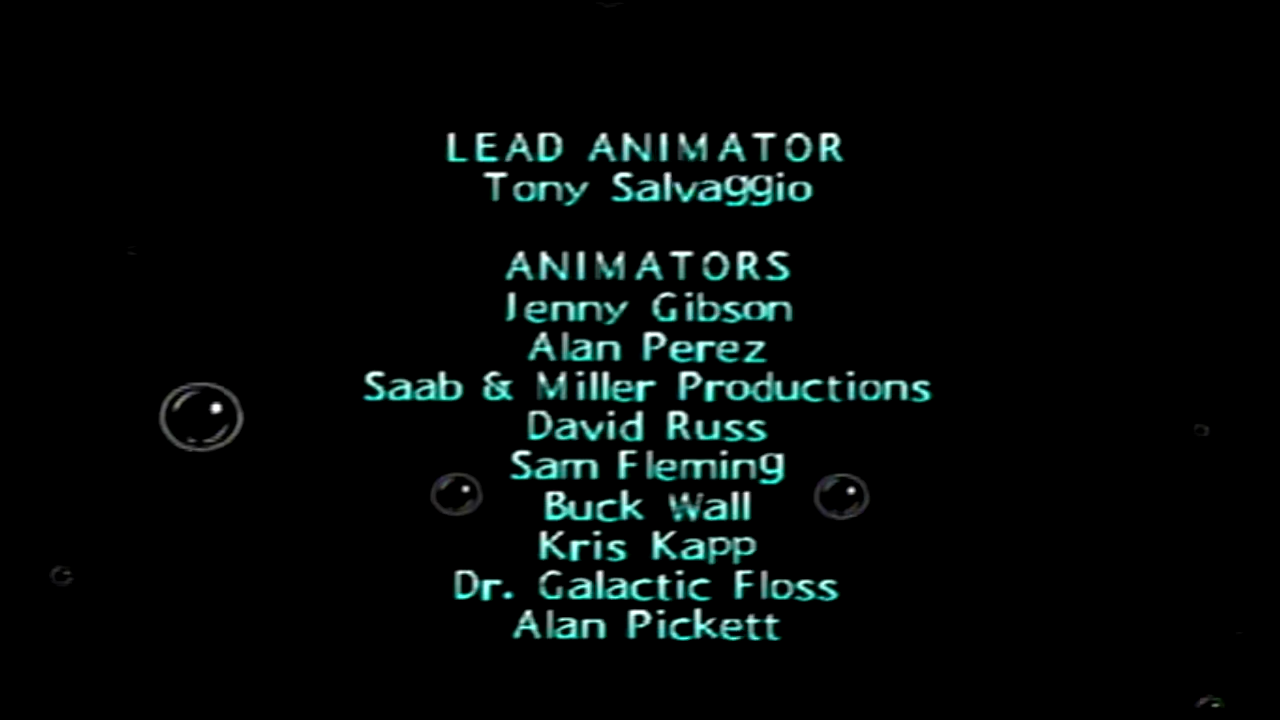 LEAD ANIMATOR
Tony Salvaggio
ANIMATORS
Jenny Gibson
Alan Perez
Saab & Miller Productions
David Russ
Sam Fleming
Buck Wall
Kris Kapp
Dr. Galactic Floss
Alan Pickett